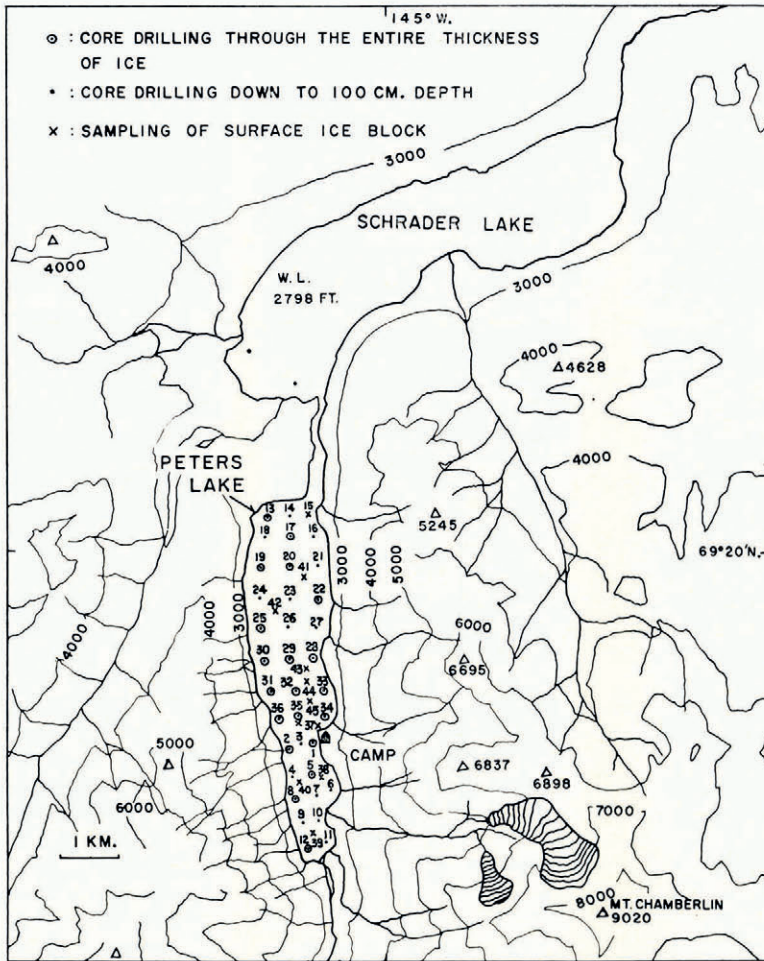 145° W.
⊙ : CORE DRILLING THROUGH THE ENTIRE THICKNESS
OF ICE
• : CORE DRILLING DOWN TO 100 CM. DEPTH
x : SAMPLING OF SURFACE ICE BLOCK
3000
SCHRADER LAKE
4000
W. L.
2798 FT.
3000
4000
4628
PETERS
LAKE
4000
13 14 15
5245
18 17 16
69°20'N.
19 20 21
41
3000
4000
5000
24 23 22
42
4000
3000
25 26 27
4000
6000
30 29 28
43
6695
31 32 33
44
36 35 45 34
37
2 3
1
CAMP
5000
6837
6898
5 38
4 6
8 40 7
6000
7000
9 10
12 39 11
1 KM.
8000
MT. CHAMBERLIN
9020